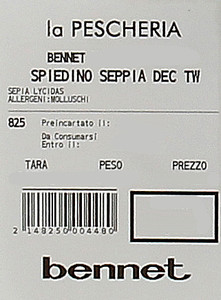 la PESCHERIA
BENNET
SPIEDINO SEPPIA DEC TW
SEPIA LYCIDAS
ALLERGENI:MOLLUSCHI
825 Preincartato il:
Da Consumarsi
Entro il:
TARA PESO PREZZO
2 148250 004480
bennet